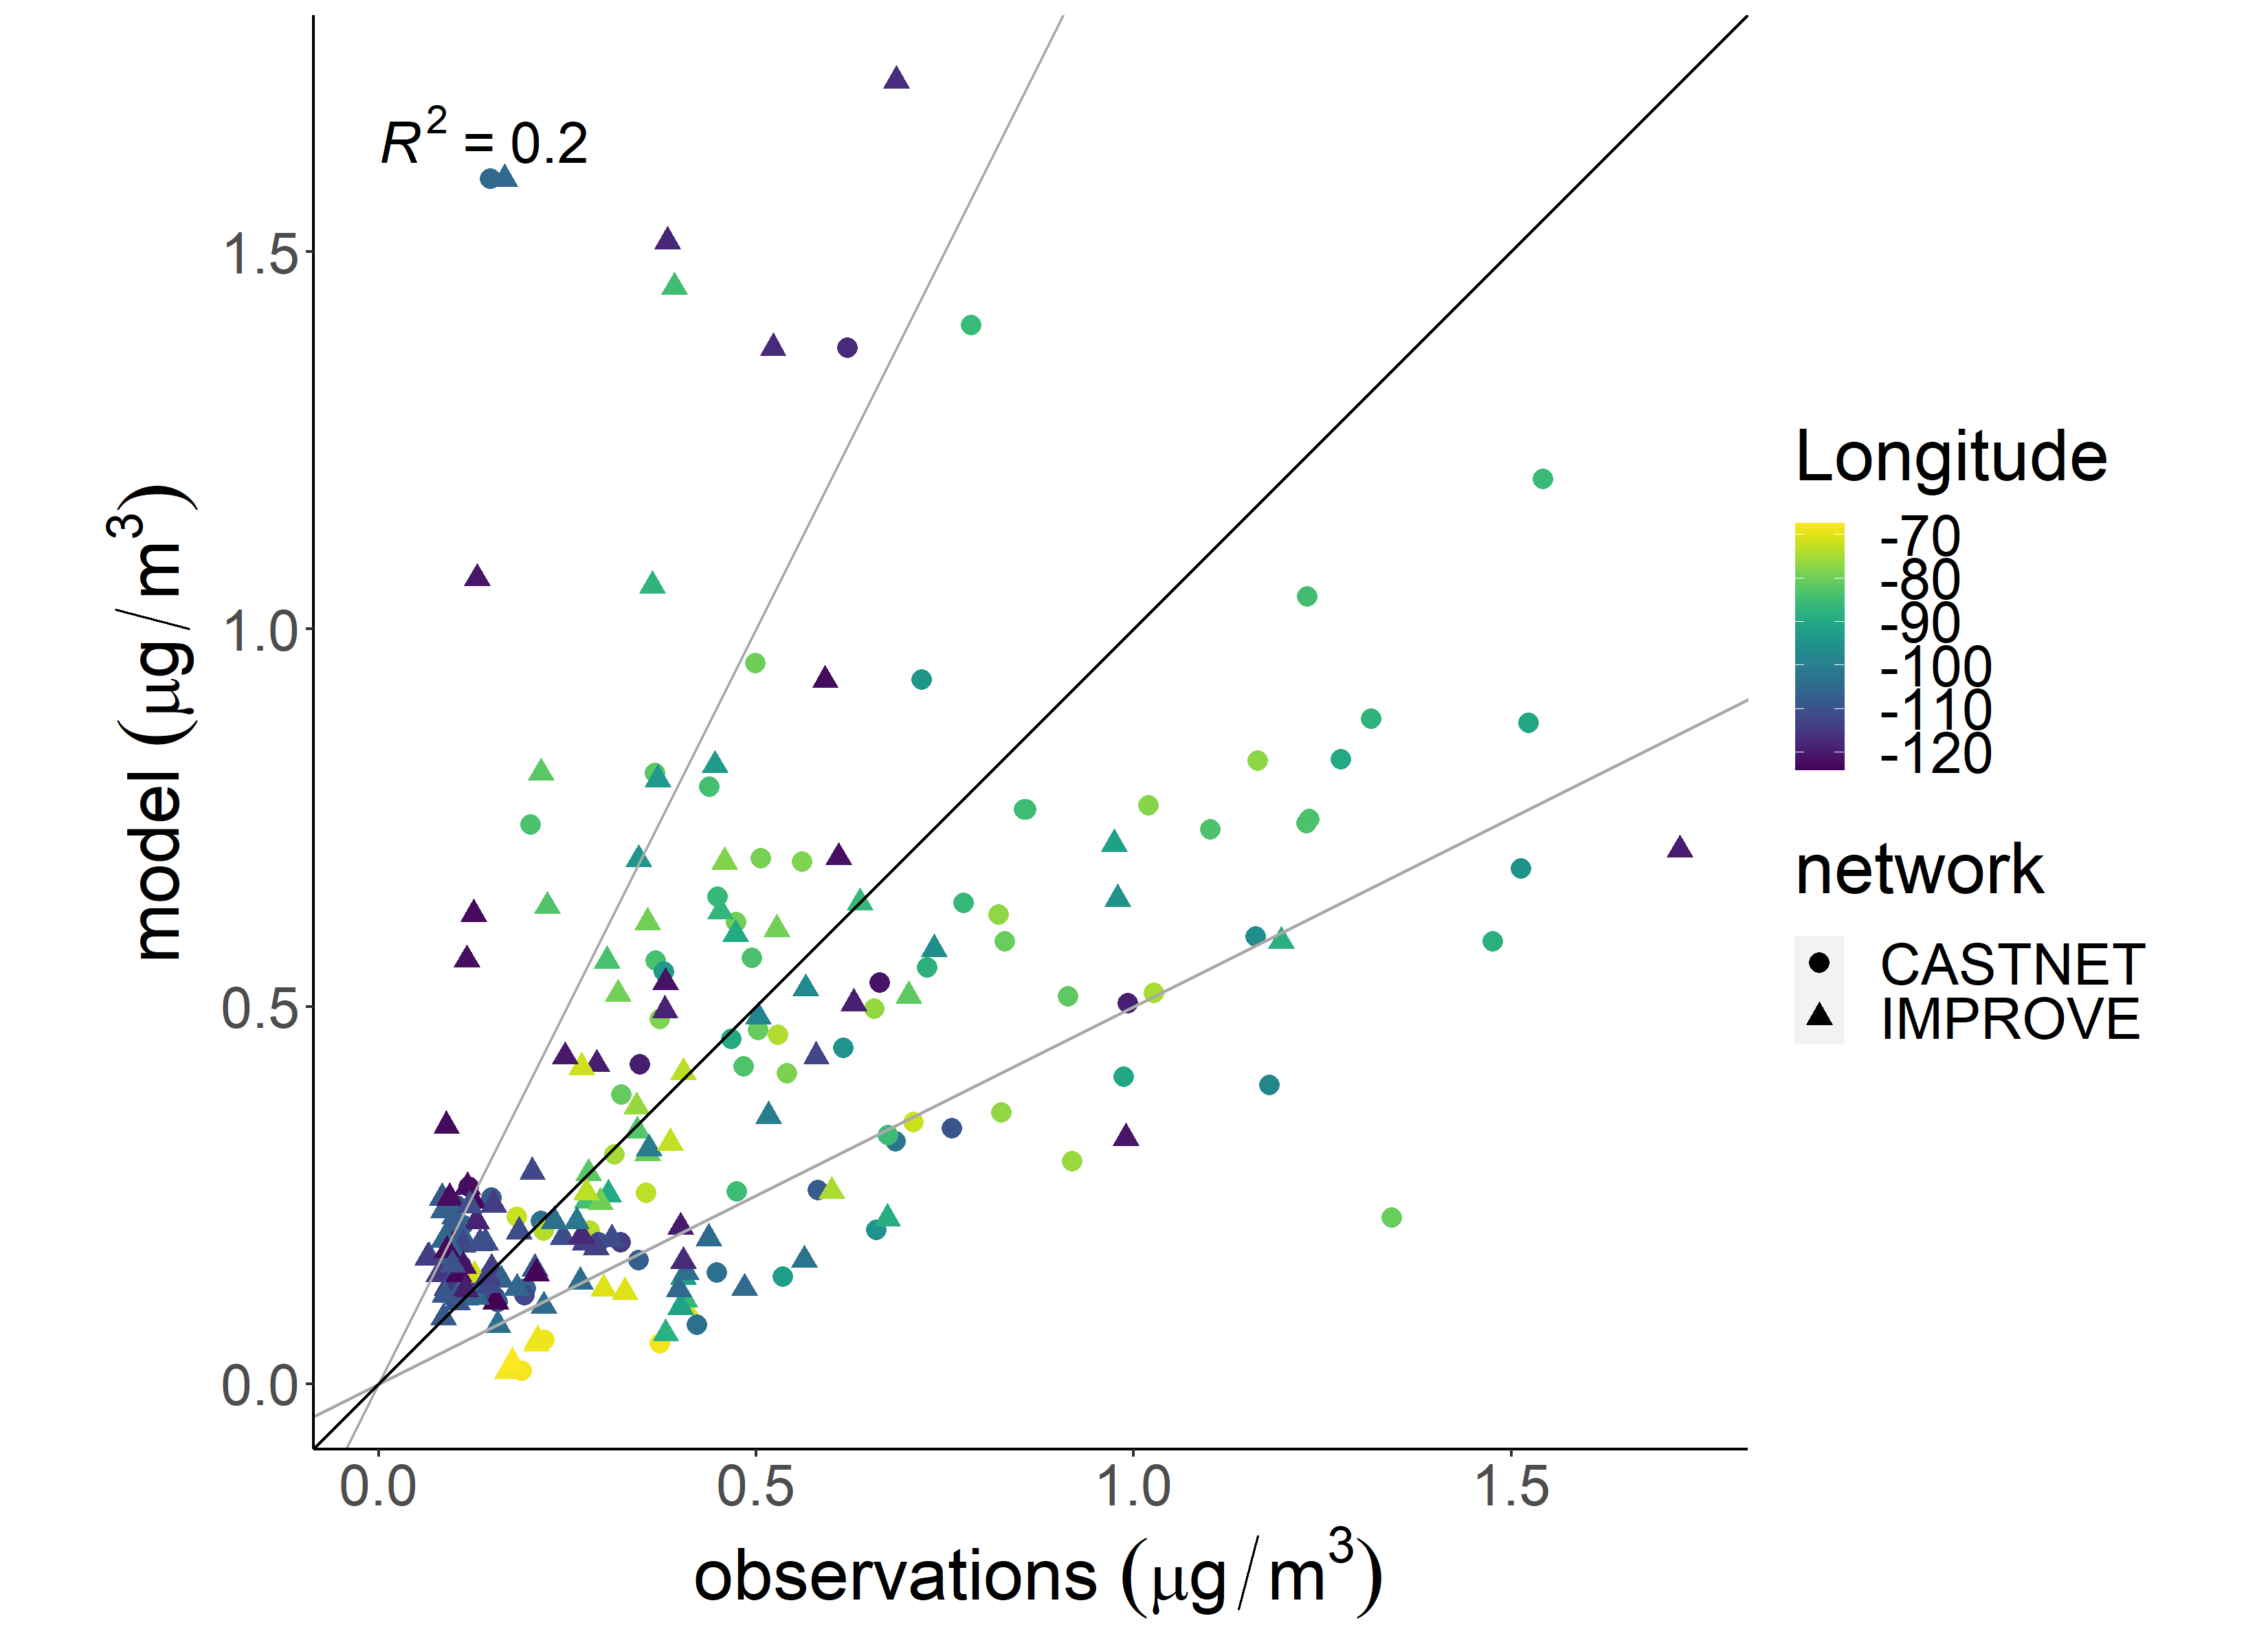 R² = 0.2
1.5
1.0
0.5
0.0
model (μg/m³)
0.0 0.5 1.0 1.5
observations (μg/m³)
Longitude
-70
-80
-90
-100
-110
-120
network
CASTNET
IMPROVE